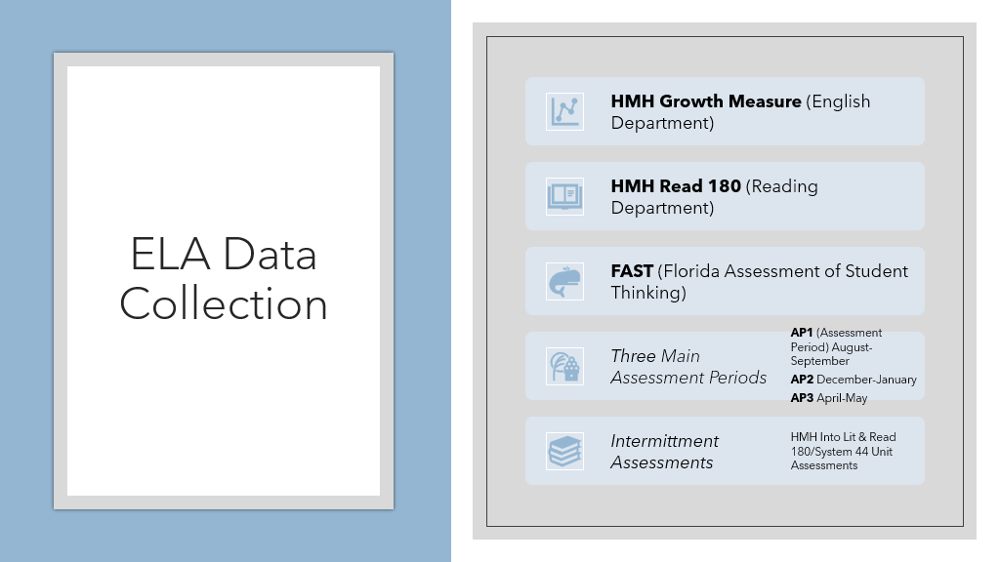 ELA Data
Collection
HMH Growth Measure (English
Department)
HMH Read 180 (Reading
Department)
FAST (Florida Assessment of Student
Thinking)
Three Main
Assessment Periods
AP1 (Assessment
Period) August-
September
AP2 December-January
AP3 April-May
Intermittment
Assessments
HMH Into Lit & Read
180/System 44 Unit
Assessments